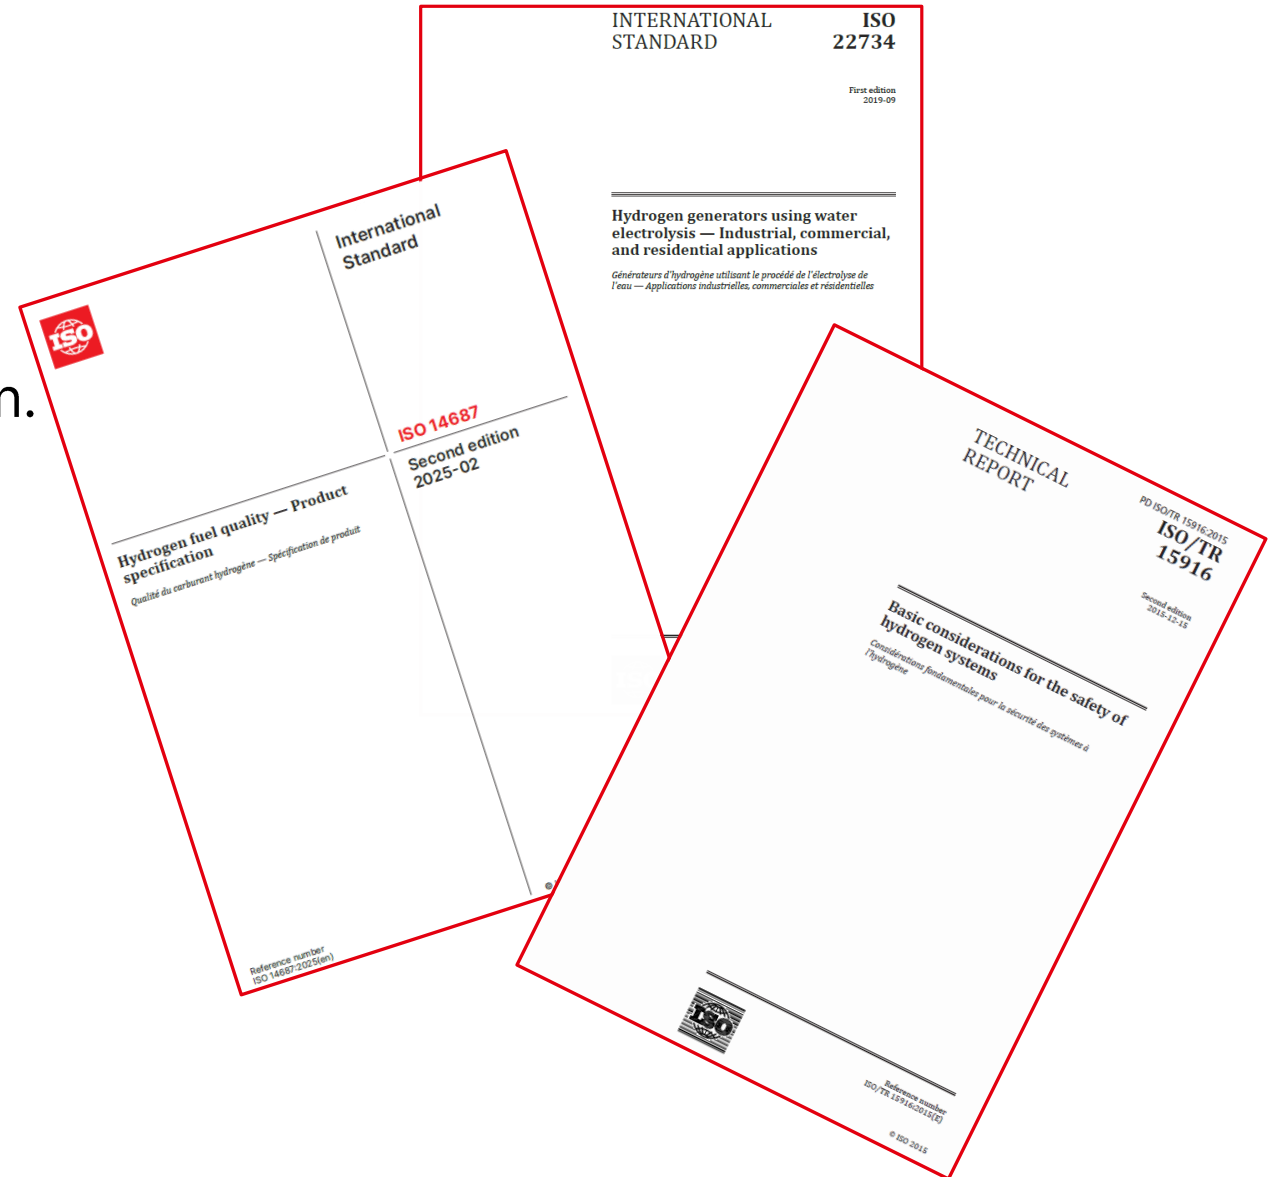 INTERNATIONAL
STANDARD
ISO
22734
First edition
2019-09
Hydrogen generators using water
electrolysis — Industrial, commercial,
and residential applications
Générateurs d'hydrogène utilisant le procédé de l'électrolyse de
l'eau — Applications industrielles, commerciales et résidentielles
International
Standard
ISO
n.
ISO 14687
Second edition
2025-02
Hydrogen fuel quality — Product
specification
Qualité du carburant hydrogène — Spécification de produit
Reference number
ISO 14687:2025(en)
©
TECHNICAL
REPORT
PD ISO/TR 15916:2015
ISO/TR
15916
Second edition
2015-12-15
Basic considerations for the safety of
hydrogen systems
Considérations fondamentales pour la sécurité des systèmes à
l'hydrogène
ISO
Reference number
ISO/TR 15916:2015(E)
© ISO 2015